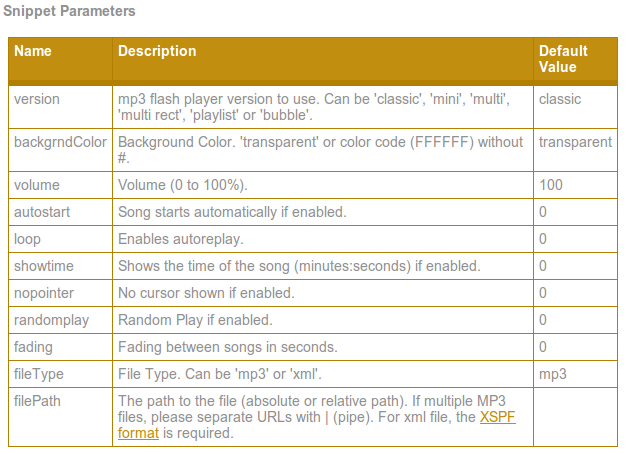 Snippet Parameters
Name Description Default
Value
version mp3 flash player version to use. Can be 'classic', 'mini', 'multi', classic
'multi rect', 'playlist' or 'bubble'.
backgrndColor Background Color. 'transparent' or color code (FFFFFF) without transparent
#.
volume Volume (0 to 100%). 100
autostart Song starts automatically if enabled. 0
loop Enables autoreplay. 0
showtime Shows the time of the song (minutes:seconds) if enabled. 0
nopointer No cursor shown if enabled. 0
randomplay Random Play if enabled. 0
fading Fading between songs in seconds. 0
fileType File Type. Can be 'mp3' or 'xml'. mp3
filePath The path to the file (absolute or relative path). If multiple MP3
files, please separate URLs with | (pipe). For xml file, the XSPF
format is required.